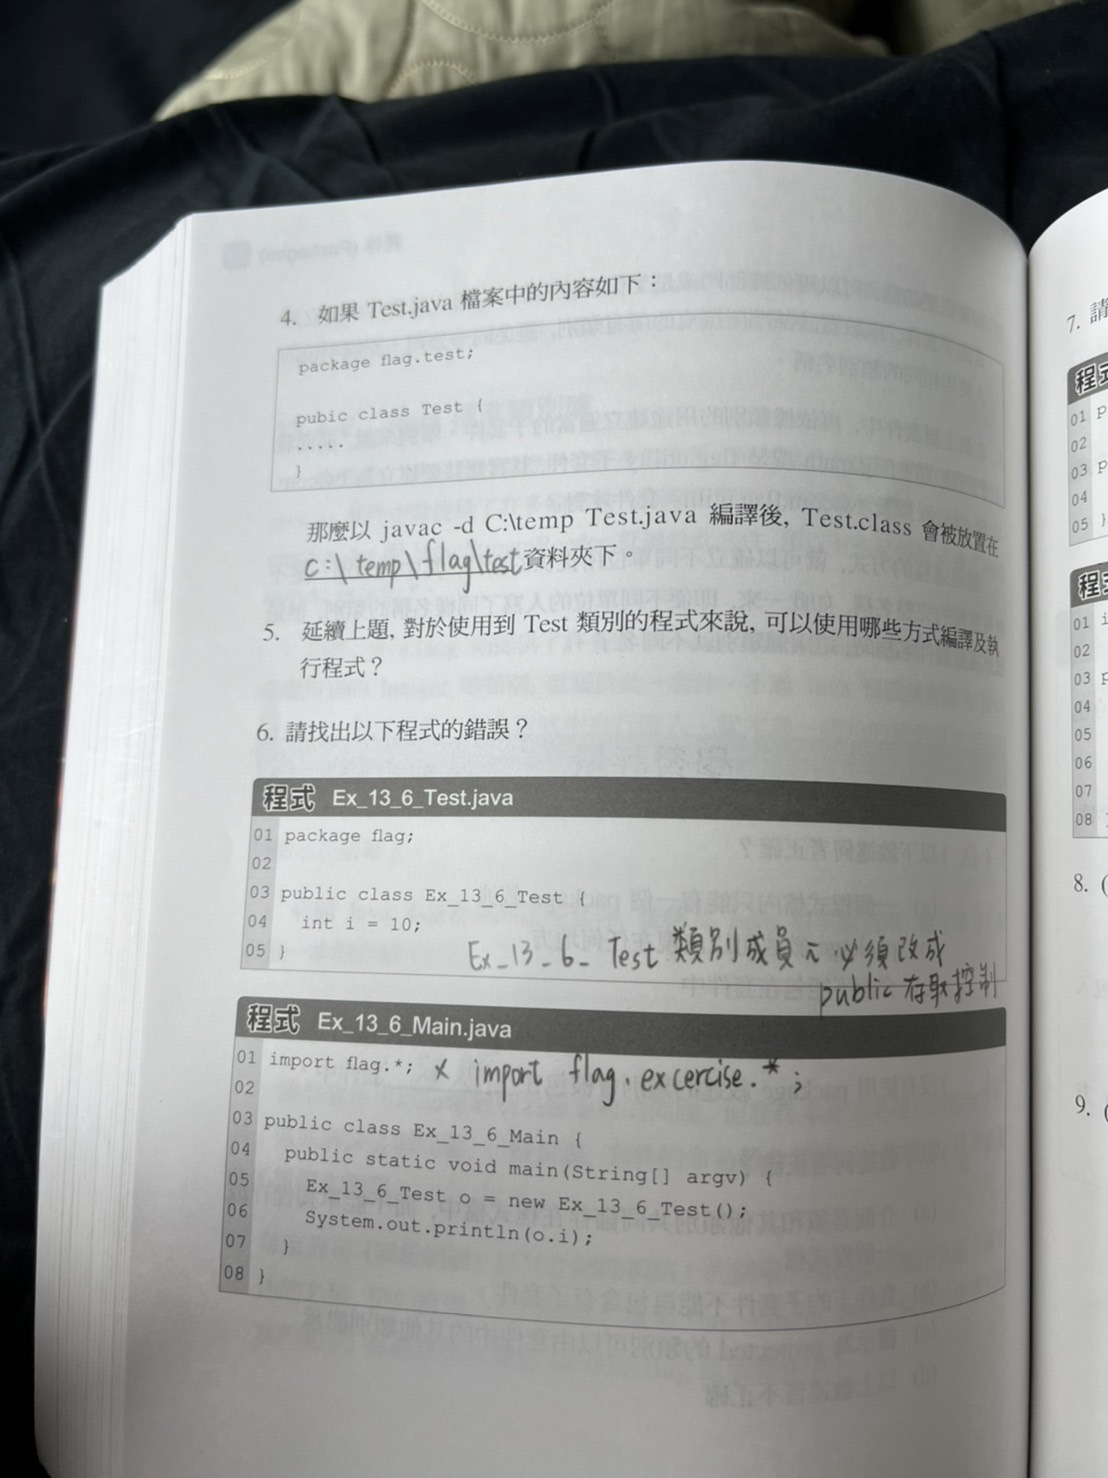 4. 如果 Test.java 檔案中的內容如下：
package flag.test;
pubic class Test {
.....
}
那麼以 javac -d C:\temp Test.java 編譯後, Test.class 會被放置在
c:\temp\flag\test資料夾下。
5. 延續上題, 對於使用到 Test 類別的程式來說, 可以使用哪些方式編譯及執
行程式？
6. 請找出以下程式的錯誤？
程式 Ex_13_6_Test.java
01 package flag;
02
03 public class Ex_13_6_Test {
04 int i = 10;
05 }
Ex_13_6_Test 類別成員 必須改成
public 存取控制
程式 Ex_13_6_Main.java
01 import flag.*; x import flag.excercise.*;
02
03 public class Ex_13_6_Main {
04 public static void main(String[] argv) {
05 Ex_13_6_Test o = new Ex_13_6_Test();
06 System.out.println(o.i);
07 }
08 }
7. 請
程式
01 p
02
03 p
04
05 }
程式
01 i
02
03 p
04
05
06
07
08
8. (
9. (